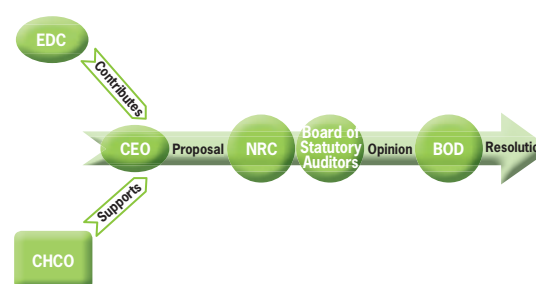 EDC
Contributes
CEO
Proposal
NRC
Board of
Statutory
Auditors
Opinion
BOD
Resolutio
Supports
CHCO